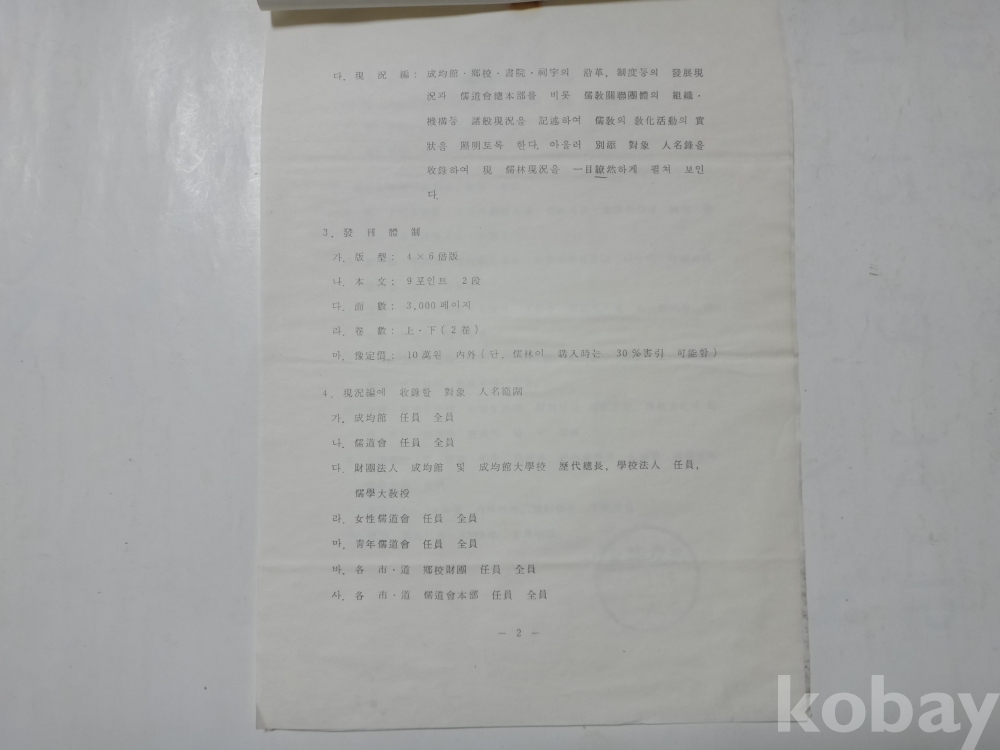 다. 現 況 編 : 成均館・鄕校・書院・祠宇의 沿革, 制度등의 發展現
況과 儒道會總本部를 비롯 儒敎關聯團體의 組織・
機構등 諸般現況을 記述하여 儒敎의 敎化活動의 實
狀을 照明토록 한다. 아울러 別添 對象 人名錄을
收錄하여 現 儒林現況을 一目瞭然하게 펼쳐 보인
다.
3. 發 刊 體 制
가. 版 型 : 4×6倍版
나. 本 文 : 9포인트 2段
다. 面 數 : 3,000페이지
라. 卷 數 : 上・下(2卷)
마. 豫定價 : 10萬원 內外(단, 儒林이 購入時는 30%割引 可能함)
4. 現況編에 收錄할 對象 人名範圍
가. 成均館 任員 全員
나. 儒道會 任員 全員
다. 財團法人 成均館 및 成均館大學校 歷代總長, 學校法人 任員,
儒學大敎授
라. 女性儒道會 任員 全員
마. 靑年儒道會 任員 全員
바. 各 市・道 鄕校財團 任員 全員
사. 各 市・道 儒道會本部 任員 全員
- 2 -
kobay